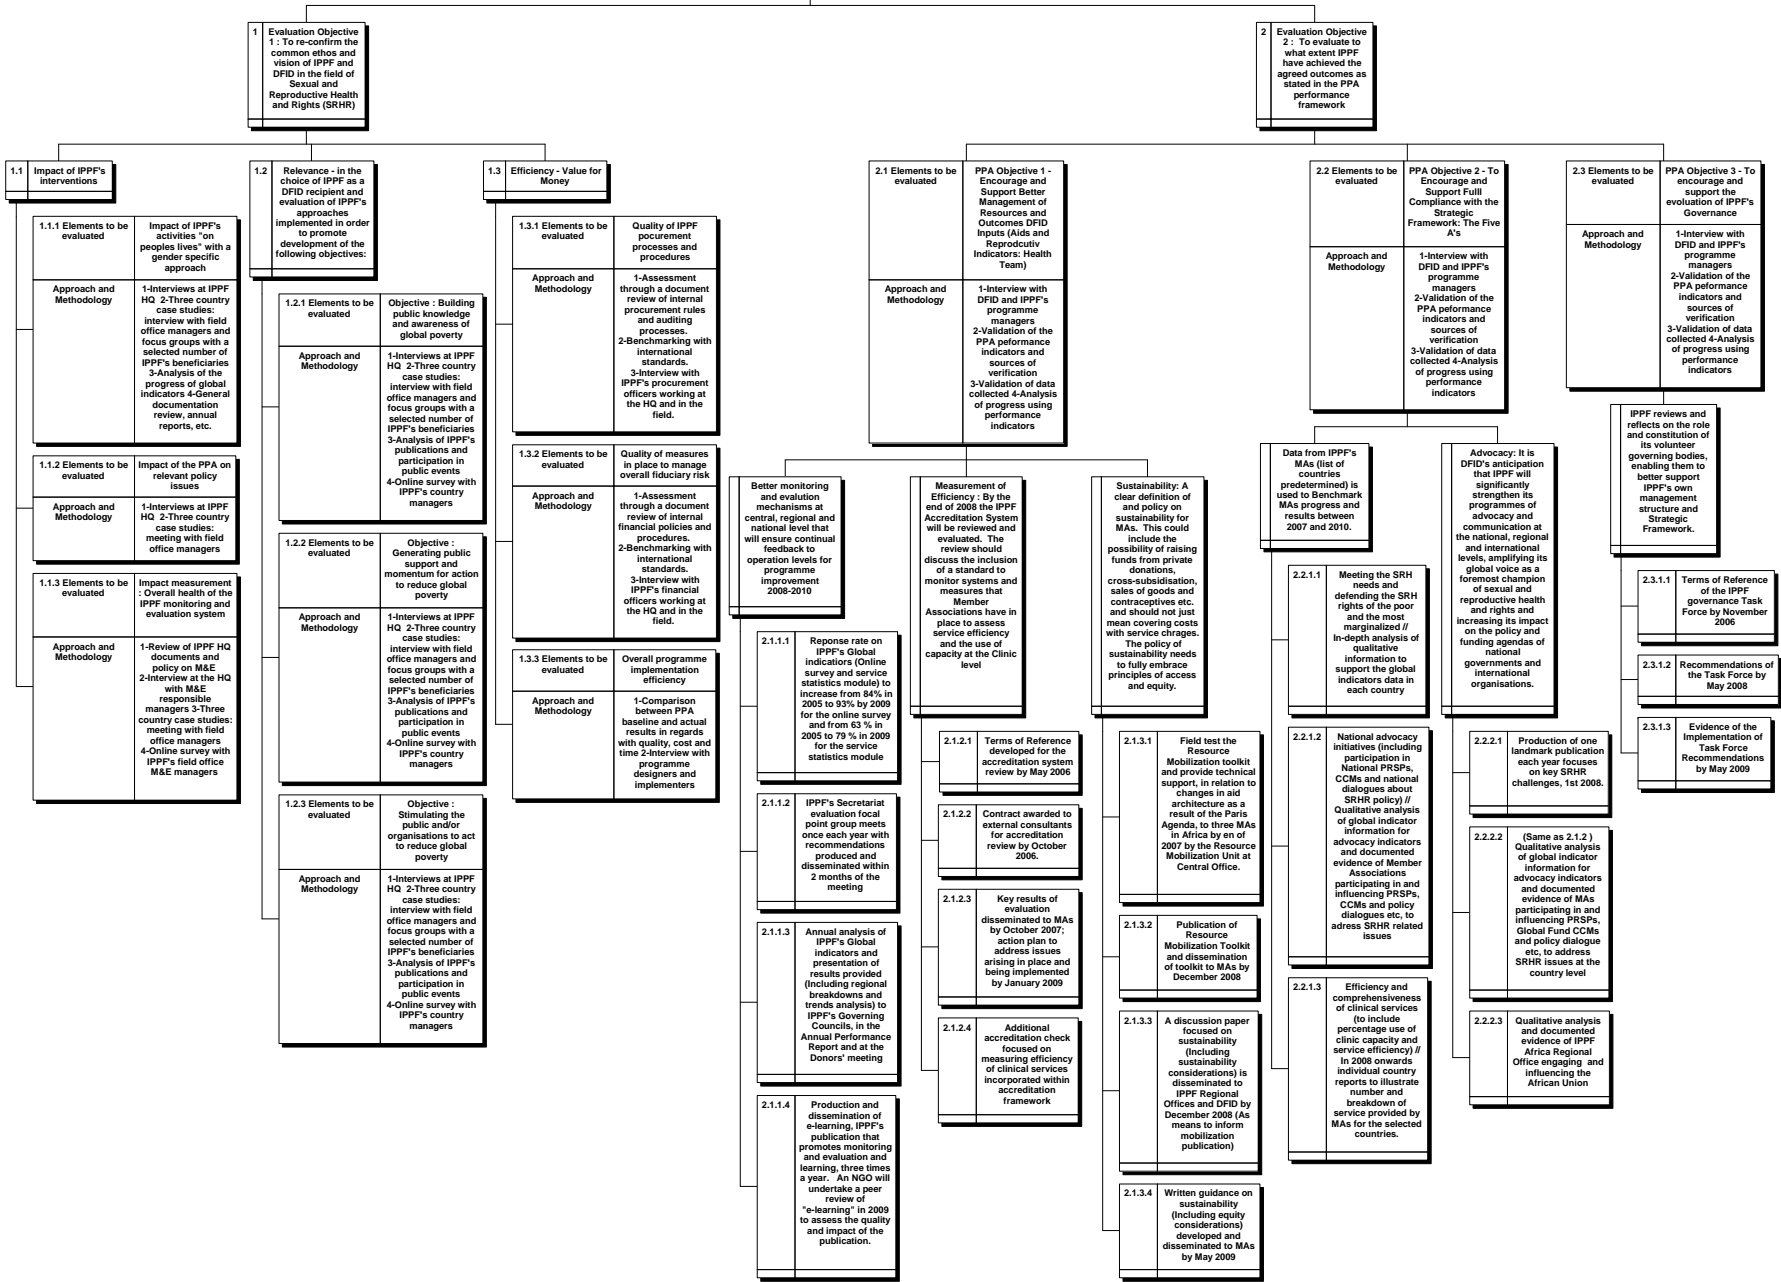 1
Evaluation Objective
1 : To re-confirm the
common ethos and
vision of IPPF and
DFID in the field of
Sexual and
Reproductive Health
and Rights (SRHR)
2
Evaluation Objective
2 : To evaluate to
what extent IPPF
have achieved the
agreed outcomes as
stated in the PPA
performance
framework
1.1
Impact of IPPF's
interventions
1.1.1 Elements to be
evaluated
Impact of IPPF's
activities "on
peoples lives" with a
gender specific
approach
Approach and
Methodology
1-Interviews at IPPF
HQ 2-Three country
case studies:
interview with field
office managers and
focus groups with a
selected number of
IPPF's beneficiaries
3-Analysis of the
progress of global
indicators 4-General
documentation
review, annual
reports, etc.
1.1.2 Elements to be
evaluated
Impact of the PPA on
relevant policy
issues
Approach and
Methodology
1-Interviews at IPPF
HQ 2-Three country
case studies:
meeting with field
office managers
1.1.3 Elements to be
evaluated
Impact measurement
: Overall health of the
IPPF monitoring and
evaluation system
Approach and
Methodology
1-Review of IPPF HQ
documents and
policy on M&E
2-Interview at the HQ
with M&E
responsible
managers 3-Three
country case studies:
meeting with field
office managers
4-Online survey with
IPPF's field office
M&E managers
1.2
Relevance - in the
choice of IPPF as a
DFID recipient and
evaluation of IPPF's
approaches
implemented in order
to promote
development of the
following objectives:
1.2.1 Elements to be
evaluated
Objective : Building
public knowledge
and awareness of
global poverty
Approach and
Methodology
1-Interviews at IPPF
HQ 2-Three country
case studies:
interview with field
office managers and
focus groups with a
selected number of
IPPF's beneficiaries
3-Analysis of IPPF's
publications and
participation in
public events
4-Online survey with
IPPF's country
managers
1.2.2 Elements to be
evaluated
Objective :
Generating public
support and
momentum for action
to reduce global
poverty
Approach and
Methodology
1-Interviews at IPPF
HQ 2-Three country
case studies:
interview with field
office managers and
focus groups with a
selected number of
IPPF's beneficiaries
3-Analysis of IPPF's
publications and
participation in
public events
4-Online survey with
IPPF's country
managers
1.2.3 Elements to be
evaluated
Objective :
Stimulating the
public and/or
organisations to act
to reduce global
poverty
Approach and
Methodology
1-Interviews at IPPF
HQ 2-Three country
case studies:
interview with field
office managers and
focus groups with a
selected number of
IPPF's beneficiaries
3-Analysis of IPPF's
publications and
participation in
public events
4-Online survey with
IPPF's country
managers
1.3
Efficiency - Value for
Money
1.3.1 Elements to be
evaluated
Quality of IPPF
pocurement
processes and
procedures
Approach and
Methodology
1-Assessment
through a document
review of internal
procurement rules
and auditing
processes.
2-Benchmarking with
international
standards.
3-Interview with
IPPF's procurement
officers working at
the HQ and in the
field.
1.3.2 Elements to be
evaluated
Quality of measures
in place to manage
overall fiduciary risk
Approach and
Methodology
1-Assessment
through a document
review of internal
financial policies and
procedures.
2-Benchmarking with
international
standards.
3-Interview with
IPPF's financial
officers working at
the HQ and in the
field.
1.3.3 Elements to be
evaluated
Overall programme
implementation
efficiency
Approach and
Methodology
1-Comparison
between PPA
baseline and actual
results in regards
with quality, cost and
time 2-Interview with
programme
designers and
implementers
2.1 Elements to be
evaluated
PPA Objective 1 -
Encourage and
Support Better
Management of
Resources and
Outcomes DFID
Inputs (Aids and
Reprodcutiv
Indicators: Health
Team)
Approach and
Methodology
1-Interview with
DFID and IPPF's
programme
managers
2-Validation of the
PPA peformance
indicators and
sources of
verification
3-Validation of data
collected 4-Analysis
of progress using
performance
indicators
Better monitoring
and evalution
mechanisms at
central, regional and
national level that
will ensure continual
feedback to
operation levels for
programme
improvement
2008-2010
2.1.1.1
Reponse rate on
IPPF's Global
indicatiors (Online
survey and service
statistics module) to
increase from 84% in
2005 to 93% by 2009
for the online survey
and from 63 % in
2005 to 79 % in 2009
for the service
statistics module
2.1.1.2
IPPF's Secretariat
evaluation focal
point group meets
once each year with
recommendations
produced and
disseminated within
2 months of the
meeting
2.1.1.3
Annual analysis of
IPPF's Global
indicators and
presentation of
results provided
(Including regional
breakdowns and
trends analysis) to
IPPF's Governing
Councils, in the
Annual Performance
Report and at the
Donors' meeting
2.1.1.4
Production and
dissemination of
e-learning, IPPF's
publication that
promotes monitoring
and evaluation and
learning, three times
a year. An NGO will
undertake a peer
review of
"e-learning" in 2009
to assess the quality
and impact of the
publication.
Measurement of
Efficiency : By the
end of 2008 the IPPF
Accreditation System
will be reviewed and
evaluated. The
review should
discuss the inclusion
of a standard to
monitor systems and
measures that
Member
Associations have in
place to assess
service efficiency
and the use of
capacity at the Clinic
level
2.1.2.1
Terms of Reference
developed for the
accreditation system
review by May 2006
2.1.2.2
Contract awarded to
external consultants
for accreditation
review by October
2006.
2.1.2.3
Key results of
evaluation
disseminated to MAs
by October 2007;
action plan to
address issues
arising in place and
being implemented
by January 2009
2.1.2.4
Additional
accreditation check
focused on
measuring efficiency
of clinical services
incorporated within
accreditation
framework
Sustainability: A
clear definition of
and policy on
sustainability for
MAs. This could
include the
possibility of raising
funds from private
donations,
cross-subsidisation,
sales of goods and
contraceptives etc.
and should not just
mean covering costs
with service chrages.
The policy of
sustainability needs
to fully embrace
principles of access
and equity.
2.1.3.1
Field test the
Resource
Mobilization toolkit
and provide technical
support, in relation to
changes in aid
architecture as a
result of the Paris
Agenda, to three MAs
in Africa by en of
2007 by the Resource
Mobilization Unit at
Central Office.
2.1.3.2
Publication of
Resource
Mobilization Toolkit
and dissemination
of toolkit to MAs by
December 2008
2.1.3.3
A discussion paper
focused on
sustainability
(Including
sustainability
considerations) is
disseminated to
IPPF Regional
Offices and DFID by
December 2008 (As
means to inform
mobilization
publication)
2.1.3.4
Written guidance on
sustainability
(Including equity
considerations)
developed and
disseminated to MAs
by May 2009
2.2 Elements to be
evaluated
PPA Objective 2 - To
Encourage and
Support Fulll
Compliance with the
Strategic
Framework: The Five
A's
Approach and
Methodology
1-Interview with
DFID and IPPF's
programme
managers
2-Validation of the
PPA peformance
indicators and
sources of
verification
3-Validation of data
collected 4-Analysis
of progress using
performance
indicators
Data from IPPF's
MAs (list of
countries
predetermined) is
used to Benchmark
MAs progress and
results between
2007 and 2010.
2.2.1.1
Meeting the SRH
needs and
defending the SRH
rights of the poor
and the most
marginalized //
In-depth analysis of
qualitative
information to
support the global
indicators data in
each country
2.2.1.2
National advocacy
initiatives (including
participation in
National PRSPs,
CCMs and national
dialogues about
SRHR policy) //
Qualitative analysis
of global indicator
information for
advocacy indicators
and documented
evidence of Member
Associations
participating in and
influencing PRSPs,
CCMs and policy
dialogues etc, to
adress SRHR related
issues
2.2.1.3
Efficiency and
comprehensiveness
of clinical services
(to include
percentage use of
clinic capacity and
service efficiency) //
In 2008 onwards
individual country
reports to illustrate
number and
breakdown of
service provided by
MAs for the selected
countries.
Advocacy: It is
DFID's anticipation
that IPPF will
significantly
strengthen its
programmes of
advocacy and
communication at
the national, regional
and international
levels, amplifying its
global voice as a
foremost champion
of sexual and
reproductive health
and rights and
increasing its impact
on the policy and
funding agendas of
national
governments and
international
organisations.
2.2.2.1
Production of one
landmark publication
each year focuses
on key SRHR
challenges, 1st 2008.
2.2.2.2
(Same as 2.1.2 )
Qualitative analysis
of global indicator
information for
advocacy indicators
and documented
evidence of MAs
participating in and
influencing PRSPs,
Global Fund CCMs
and policy dialogue
etc, to address
SRHR issues at the
country level
2.2.2.3
Qualitative analysis
and documented
evidence of IPPF
Africa Regional
Office engaging and
influencing the
African Union
2.3 Elements to be
evaluated
PPA Objective 3 - To
encourage and
support the
evaluation of IPPF's
Governance
Approach and
Methodology
1-Interview with
DFID and IPPF's
programme
managers
2-Validation of the
PPA peformance
indicators and
sources of
verification
3-Validation of data
collected 4-Analysis
of progress using
performance
indicators
IPPF reviews and
reflects on the role
and constitution of
its volunteer
governing bodies,
enabling them to
better support
IPPF's own
management
structure and
Strategic
Framework.
2.3.1.1
Terms of Reference
of the IPPF
governance Task
Force by November
2006
2.3.1.2
Recommendations of
the Task Force by
May 2008
2.3.1.3
Evidence of the
Implementation of
Task Force
Recommendations
by May 2009